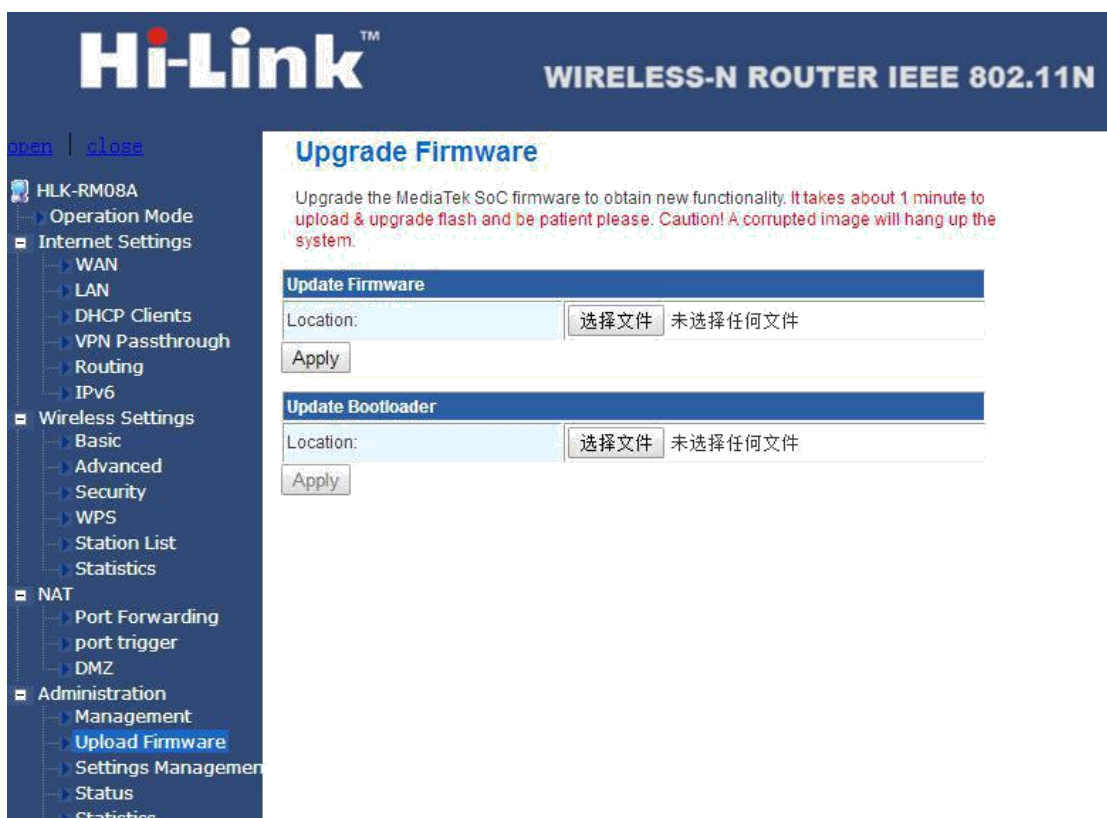 Hi-Link™
WIRELESS-N ROUTER IEEE 802.11N
open | close
HLK-RM08A
Operation Mode
Internet Settings
WAN
LAN
DHCP Clients
VPN Passthrough
Routing
IPv6
Wireless Settings
Basic
Advanced
Security
WPS
Station List
Statistics
NAT
Port Forwarding
port trigger
DMZ
Administration
Management
Upload Firmware
Settings Managemen
Status
Statistics
Upgrade Firmware
Upgrade the MediaTek SoC firmware to obtain new functionality. It takes about 1 minute to
upload & upgrade flash and be patient please. Caution! A corrupted image will hang up the
system.
Update Firmware
Location: 选择文件 未选择任何文件
Apply
Update Bootloader
Location: 选择文件 未选择任何文件
Apply